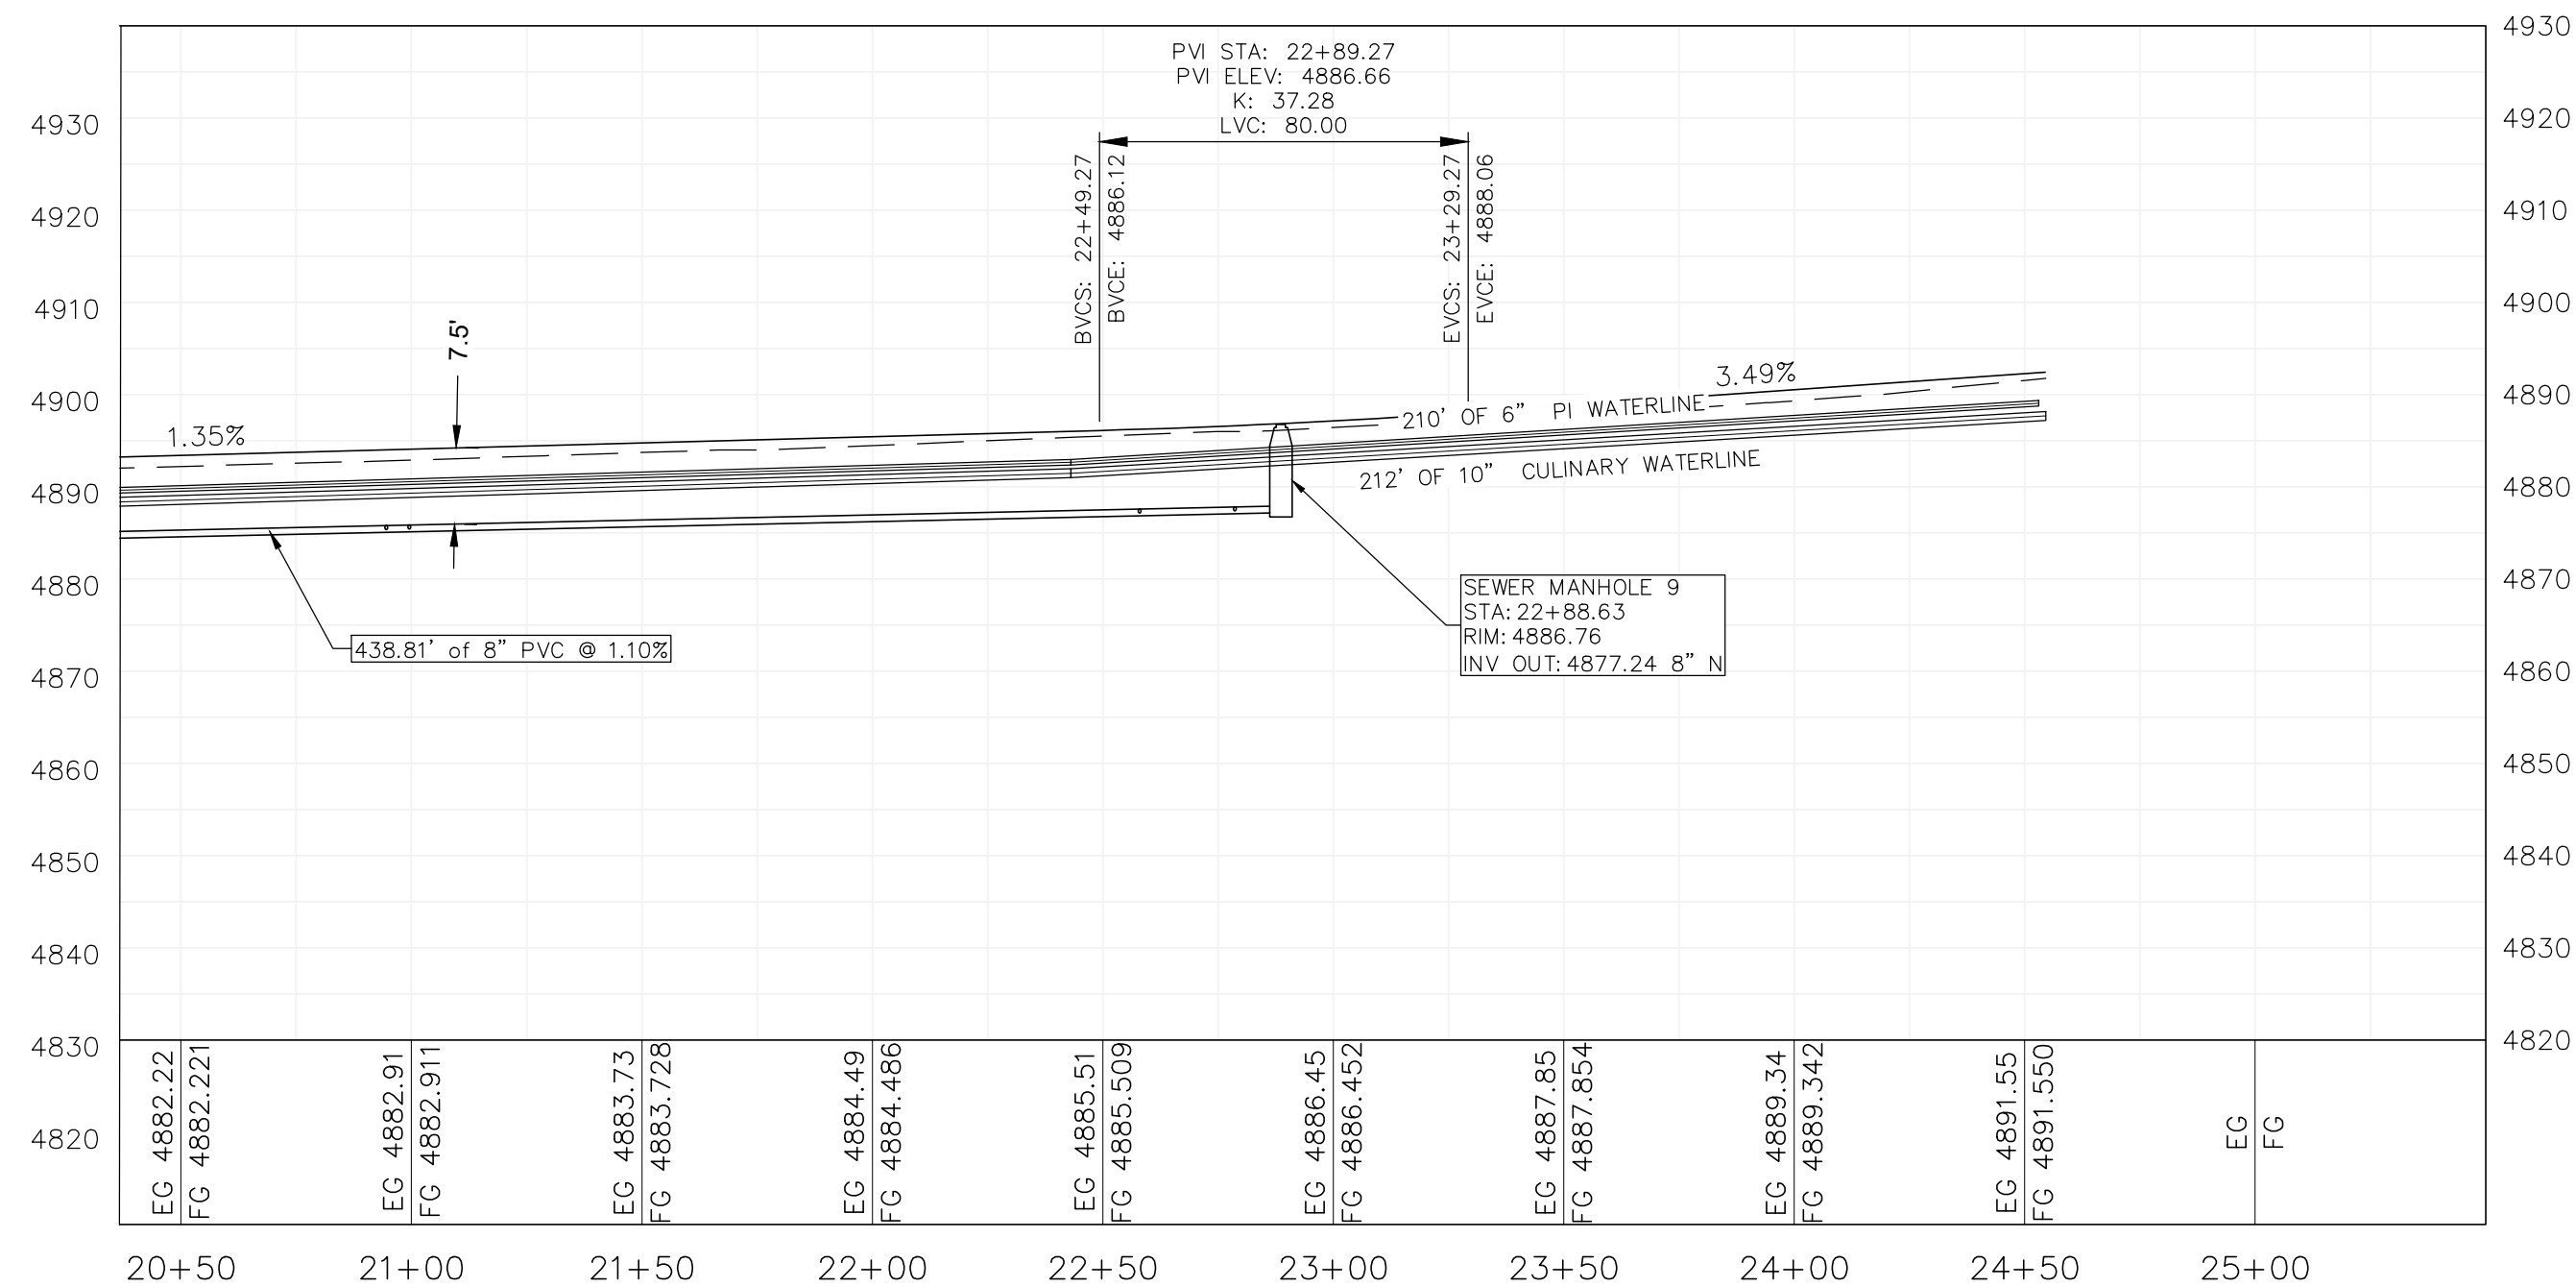 PVI STA: 22+89.27
PVI ELEV: 4886.66
K: 37.28
LVC: 80.00
BVCS: 22+49.27
BVCE: 4886.12
EVCS: 23+29.27
EVCE: 4888.06
4930
4920
4910
4900
4890
4880
4870
4860
4850
4840
4830
4820
4930
4920
4910
4900
4890
4880
4870
4860
4850
4840
4830
4820
7.5'
1.35%
3.49%
210' OF 6" PI WATERLINE
212' OF 10" CULINARY WATERLINE
438.81' of 8" PVC @ 1.10%
SEWER MANHOLE 9
STA: 22+88.63
RIM: 4886.76
INV OUT: 4877.24 8" N
EG 4882.22
FG 4882.221
EG 4882.91
FG 4882.911
EG 4883.73
FG 4883.728
EG 4884.49
FG 4884.486
EG 4885.51
FG 4885.509
EG 4886.45
FG 4886.452
EG 4887.85
FG 4887.854
EG 4889.34
FG 4889.342
EG 4891.55
FG 4891.550
EG
FG
20+50 21+00 21+50 22+00 22+50 23+00 23+50 24+00 24+50 25+00